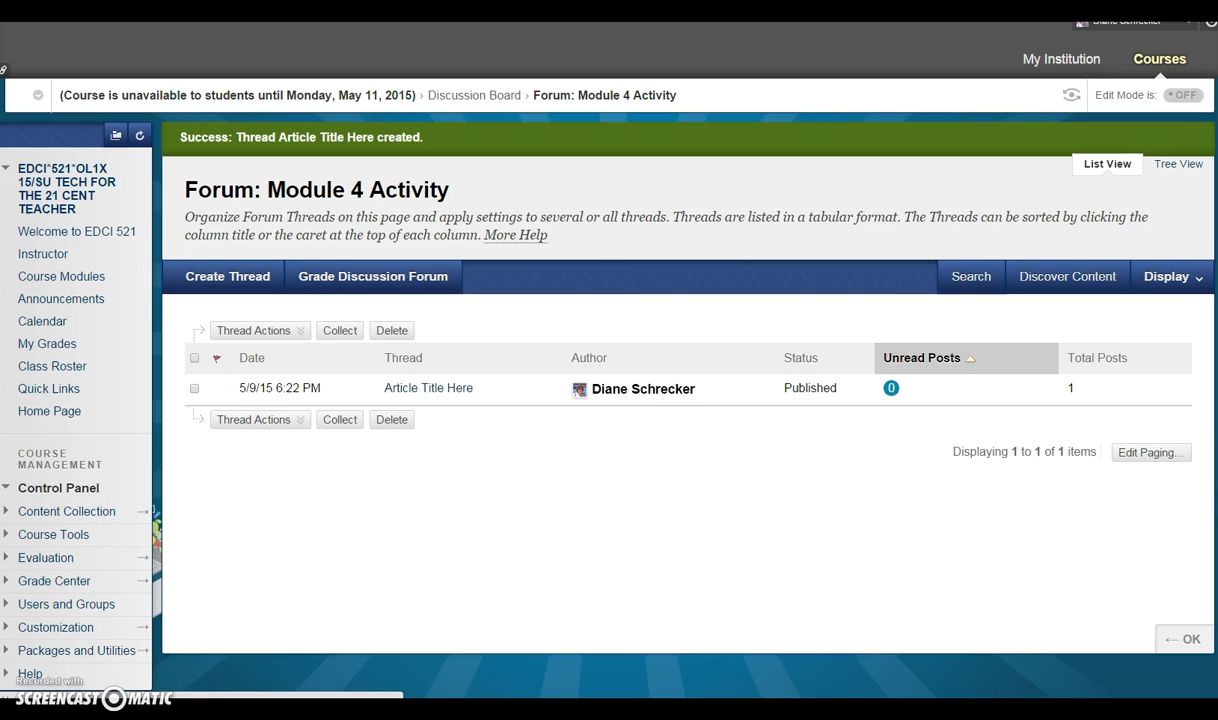 Diane Schrecker
My Institution
Courses
(Course is unavailable to students until Monday, May 11, 2015) › Discussion Board › Forum: Module 4 Activity
Edit Mode is: OFF
Success: Thread Article Title Here created.
List View
Tree View
EDCI*521*OL1X
15/SU TECH FOR
THE 21 CENT
TEACHER
Welcome to EDCI 521
Instructor
Course Modules
Announcements
Calendar
My Grades
Class Roster
Quick Links
Home Page
COURSE
MANAGEMENT
Control Panel
Content Collection
Course Tools
Evaluation
Grade Center
Users and Groups
Customization
Packages and Utilities
Help
Forum: Module 4 Activity
Organize Forum Threads on this page and apply settings to several or all threads. Threads are listed in a tabular format. The Threads can be sorted by clicking the
column title or the caret at the top of each column. More Help
Create Thread Grade Discussion Forum Search Discover Content Display
Thread Actions Collect Delete
Date Thread Author Status Unread Posts Total Posts
5/9/15 6:22 PM Article Title Here Diane Schrecker Published 0 1
Thread Actions Collect Delete
Displaying 1 to 1 of 1 items Edit Paging...
OK
Recorded with
SCREENCAST-O-MATIC